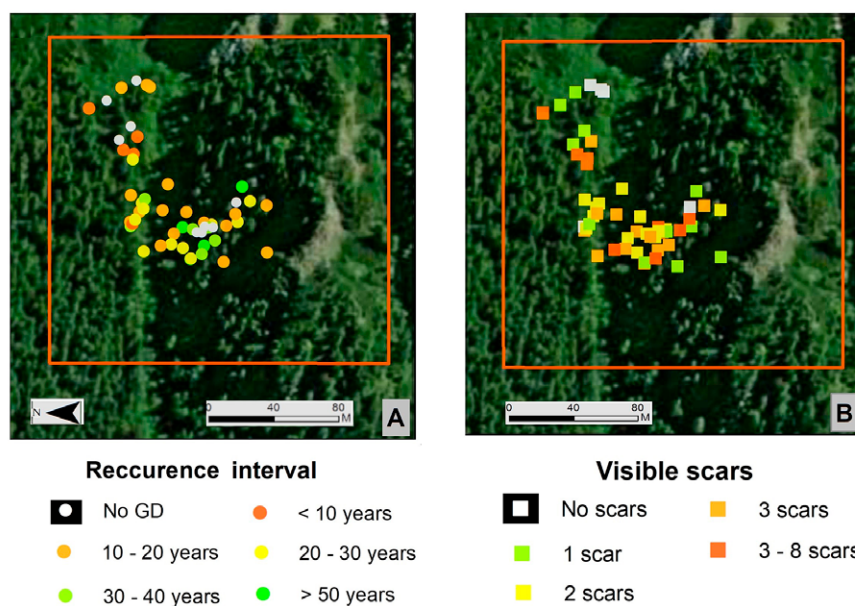 N
0 40 80
M
A
0 40 80
M
B
Reccurence interval
No GD
< 10 years
10 - 20 years
20 - 30 years
30 - 40 years
> 50 years
Visible scars
No scars
3 scars
1 scar
3 - 8 scars
2 scars